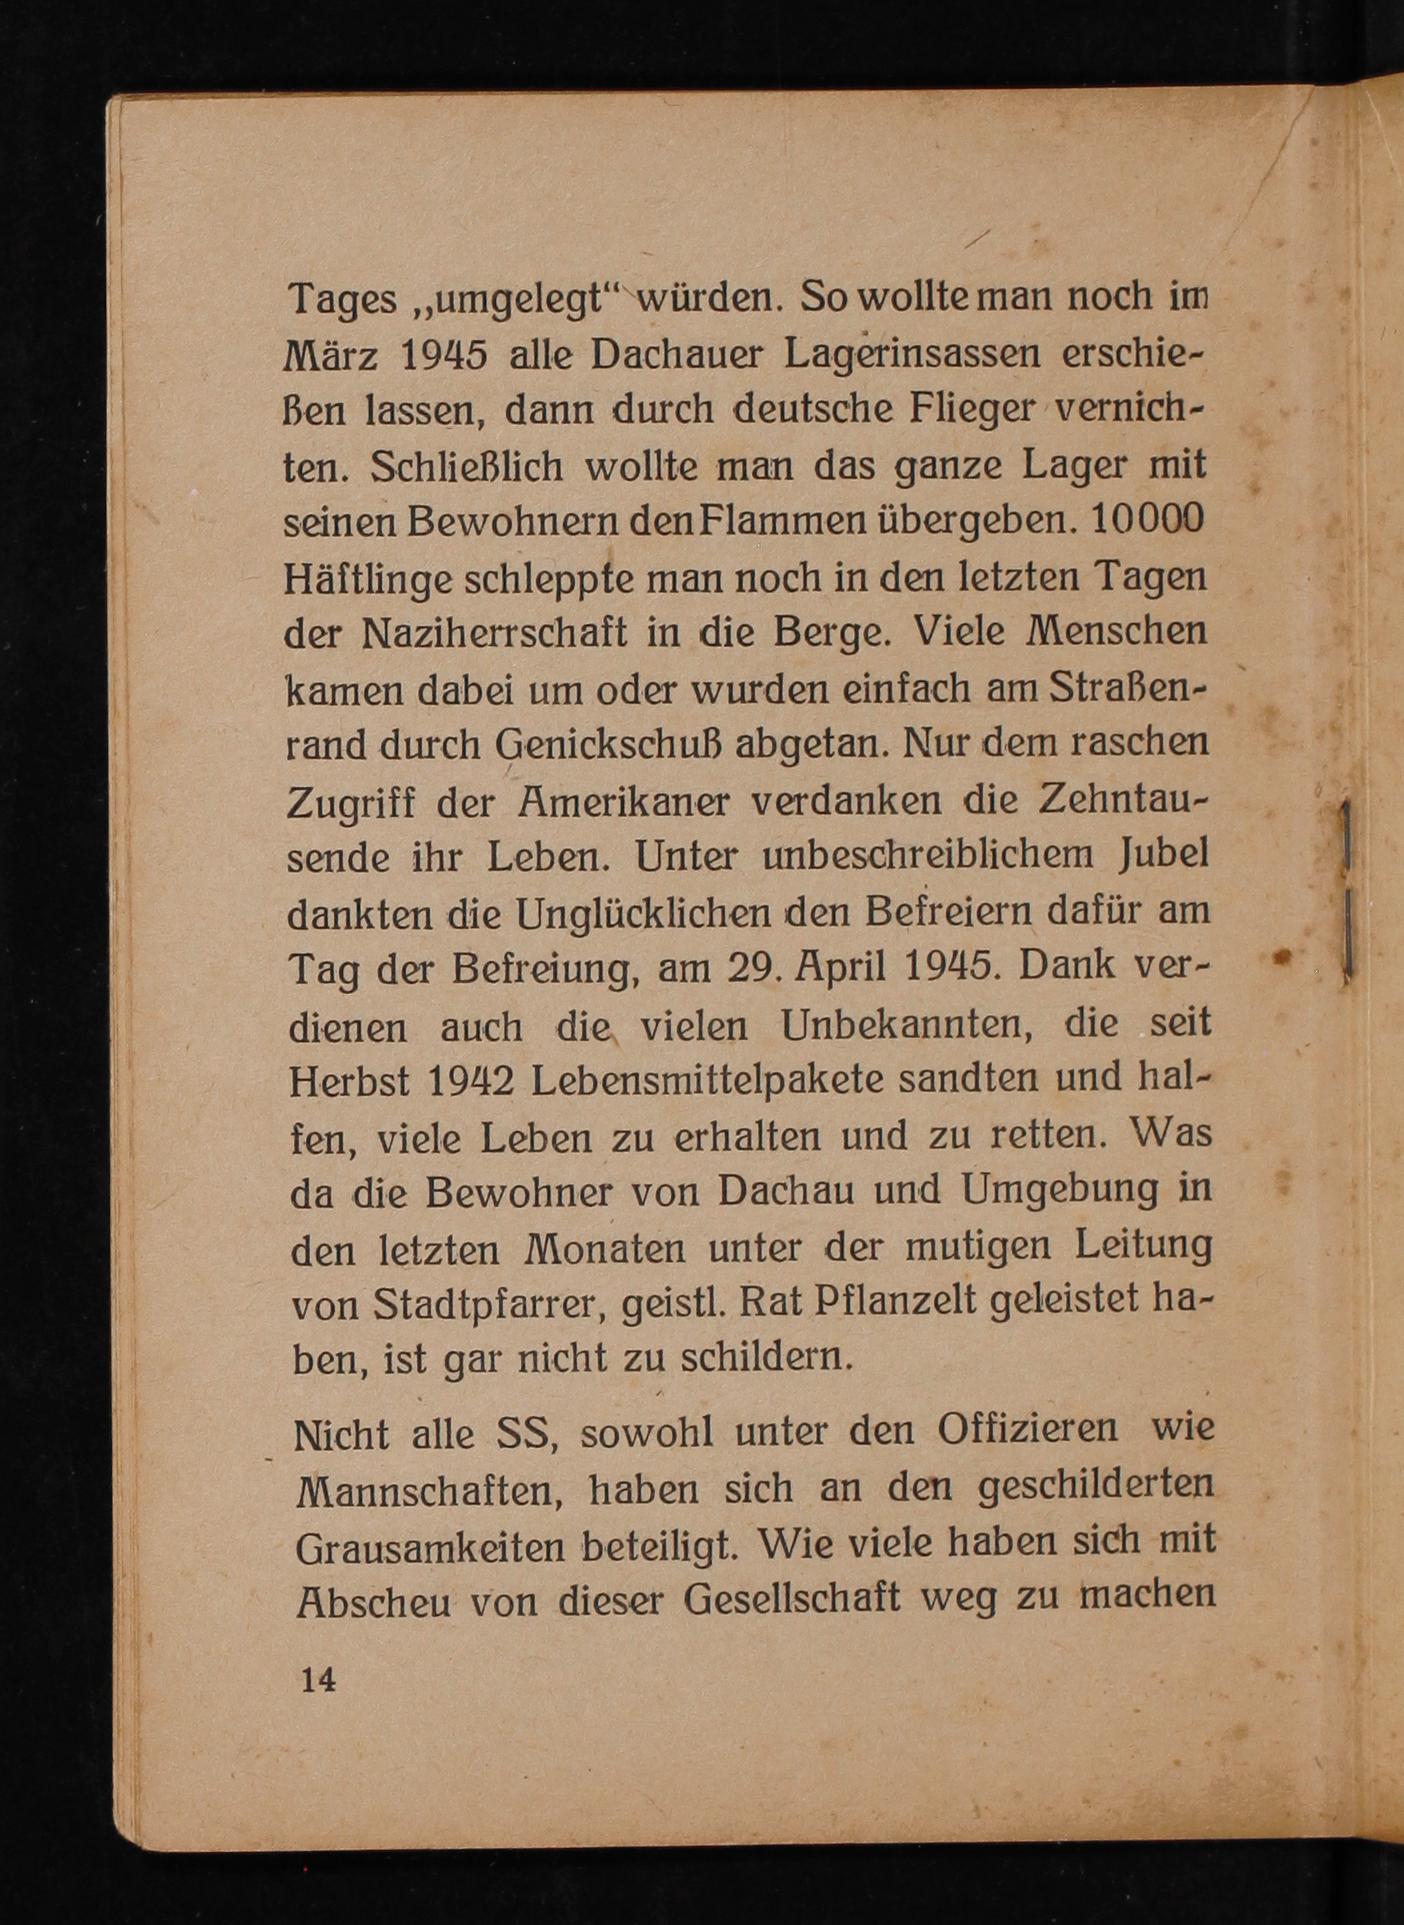 Tages „umgelegt“ würden. So wollte man noch im
März 1945 alle Dachauer Lagerinsassen erschie-
ßen lassen, dann durch deutsche Flieger vernich-
ten. Schließlich wollte man das ganze Lager mit
seinen Bewohnern den Flammen übergeben. 10000
Häftlinge schleppte man noch in den letzten Tagen
der Naziherrschaft in die Berge. Viele Menschen
kamen dabei um oder wurden einfach am Straßen-
rand durch Genickschuß abgetan. Nur dem raschen
Zugriff der Amerikaner verdanken die Zehntau-
sende ihr Leben. Unter unbeschreiblichem Jubel
dankten die Unglücklichen den Befreiern dafür am
Tag der Befreiung, am 29. April 1945. Dank ver-
dienen auch die vielen Unbekannten, die seit
Herbst 1942 Lebensmittelpakete sandten und hal-
fen, viele Leben zu erhalten und zu retten. Was
da die Bewohner von Dachau und Umgebung in
den letzten Monaten unter der mutigen Leitung
von Stadtpfarrer, geistl. Rat Pflanzelt geleistet ha-
ben, ist gar nicht zu schildern.
Nicht alle SS, sowohl unter den Offizieren wie
Mannschaften, haben sich an den geschilderten
Grausamkeiten beteiligt. Wie viele haben sich mit
Abscheu von dieser Gesellschaft weg zu machen
14